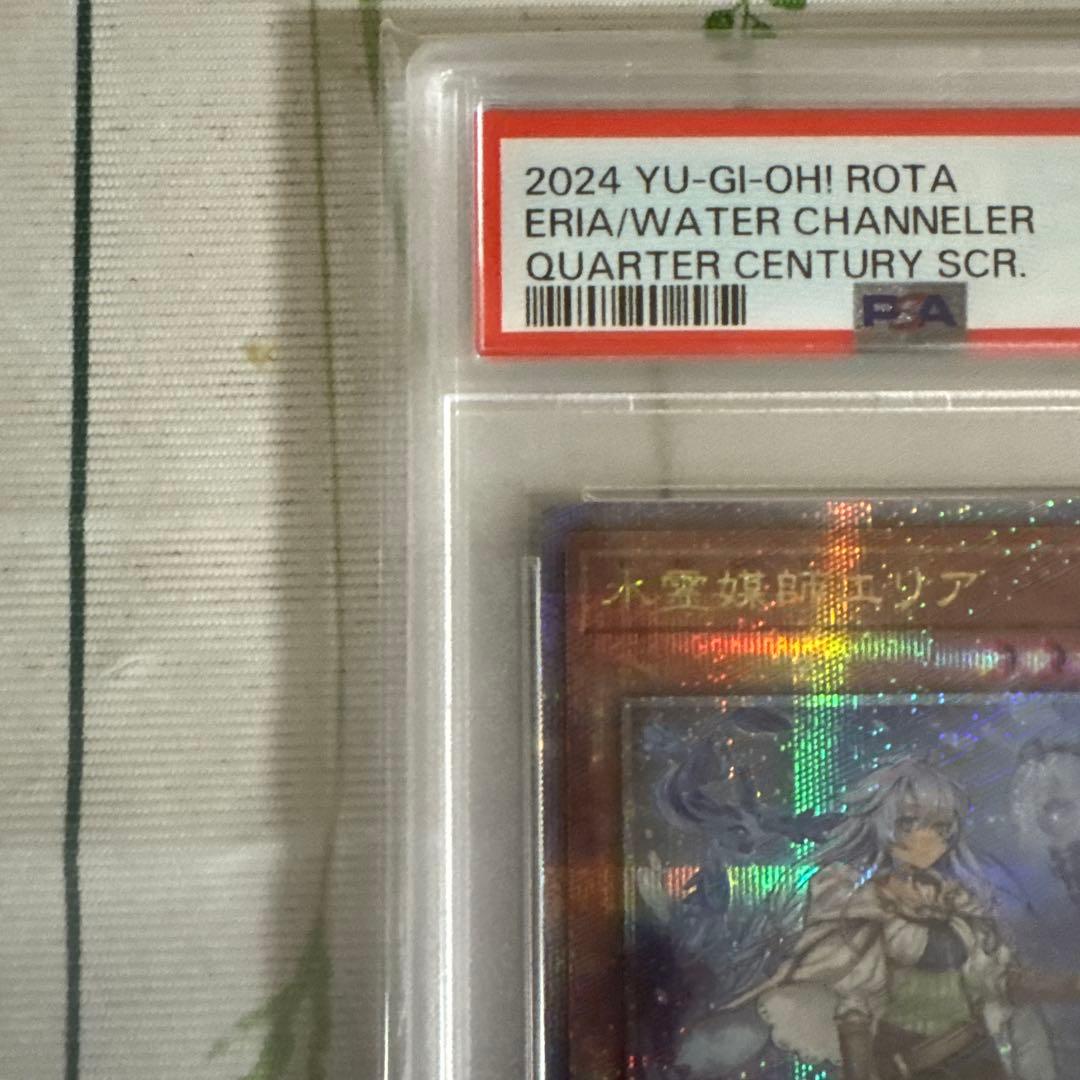 2024 YU-GI-OH! ROTA
ERIA/WATER CHANNELER
QUARTER CENTURY SCR.
PSA
水霊媒師エリア